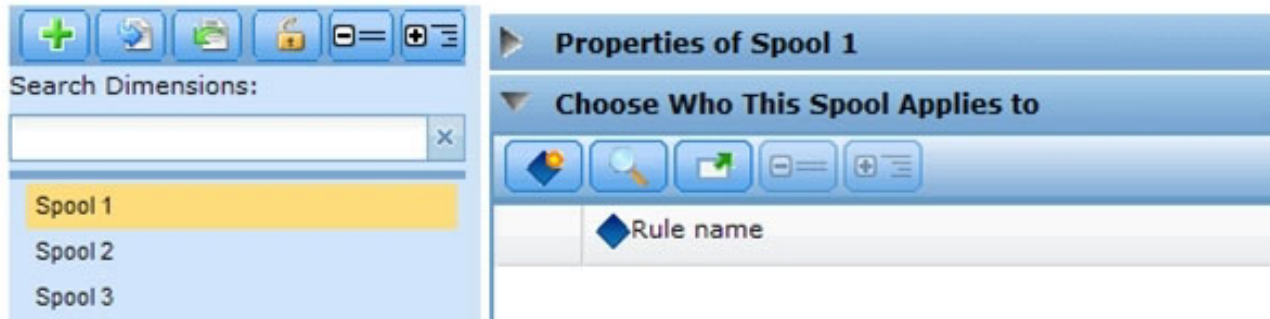 Search Dimensions:
Spool 1
Spool 2
Spool 3
Properties of Spool 1
Choose Who This Spool Applies to
Rule name